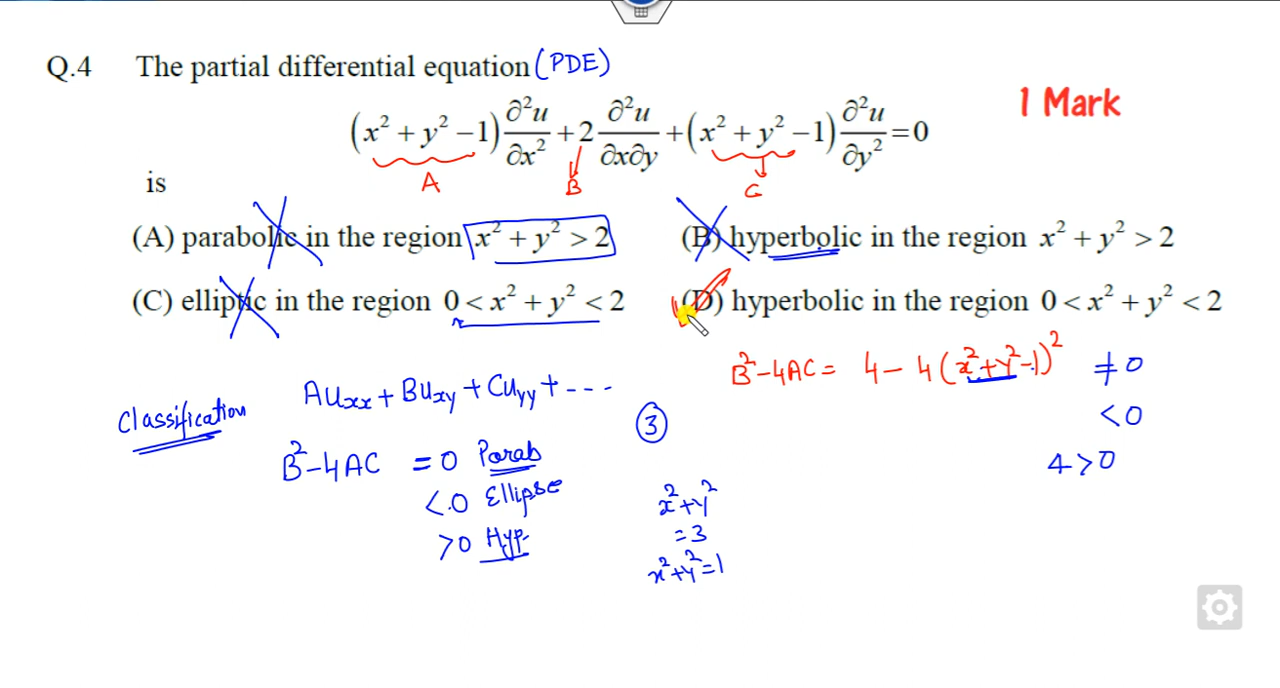 Q.4 The partial differential equation (PDE)
1 Mark
(x² + y² − 1) ∂²u/∂x² + 2 ∂²u/∂x∂y + (x² + y² − 1) ∂²u/∂y² = 0
A B C
is
(A) parabolic in the region x² + y² > 2
(B) hyperbolic in the region x² + y² > 2
(C) elliptic in the region 0 < x² + y² < 2
(D) hyperbolic in the region 0 < x² + y² < 2
B² − 4AC = 4 − 4(x² + y² − 1)² ≠ 0
< 0
4 > 0
Classification
Auxx + Buxy + Cuyy + ---
B² − 4AC = 0 Parab
<.0 Ellipse
> 0 Hyp.
3
x² + y²
= 3
x² + y² = 1